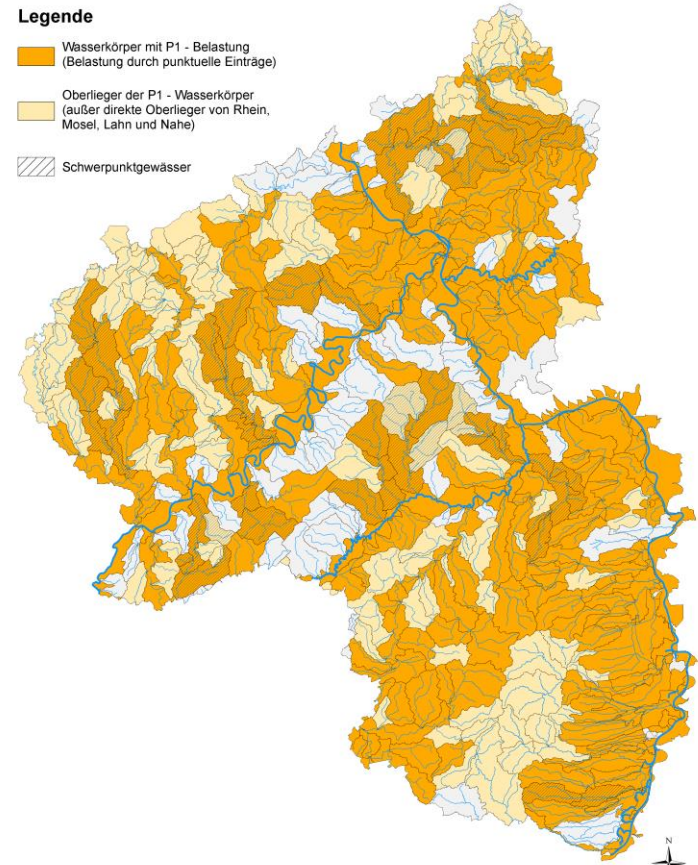 Legende
Wasserkörper mit P1 - Belastung
(Belastung durch punktuelle Einträge)
Oberlieger der P1 - Wasserkörper
(außer direkte Oberlieger von Rhein,
Mosel, Lahn und Nahe)
Schwerpunktgewässer
N